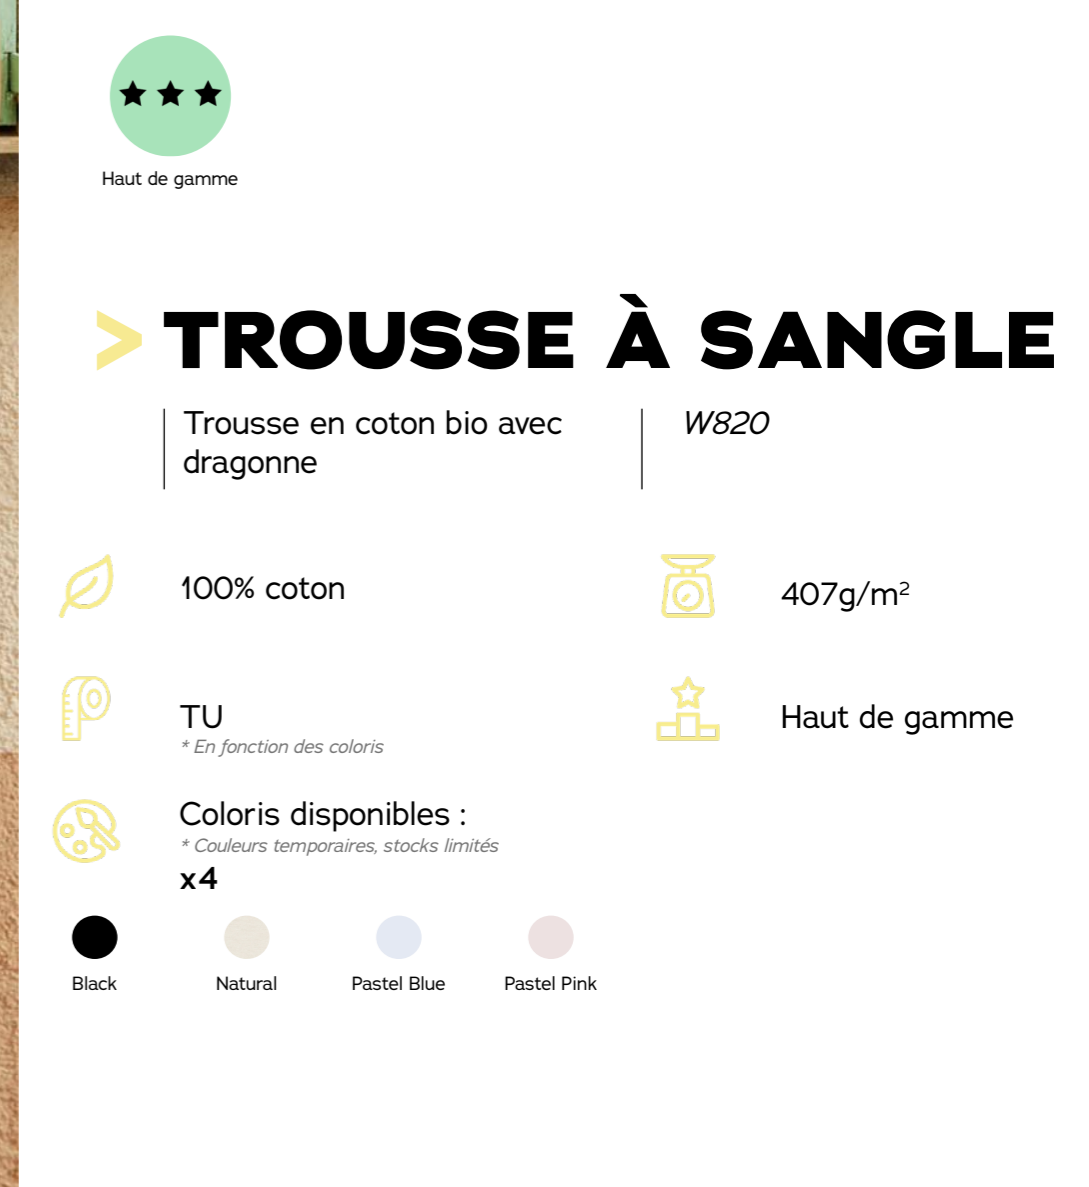 Haut de gamme
> TROUSSE À SANGLE
Trousse en coton bio avec
dragonne
W820
100% coton
407g/m²
TU
* En fonction des coloris
Haut de gamme
Coloris disponibles :
* Couleurs temporaires, stocks limités
x4
Black
Natural
Pastel Blue
Pastel Pink